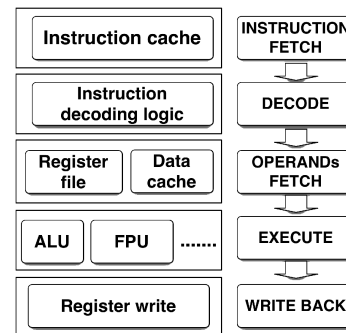 Instruction cache
INSTRUCTION
FETCH
Instruction
decoding logic
DECODE
Register
file
Data
cache
OPERANDs
FETCH
ALU
FPU
.......
EXECUTE
Register write
WRITE BACK